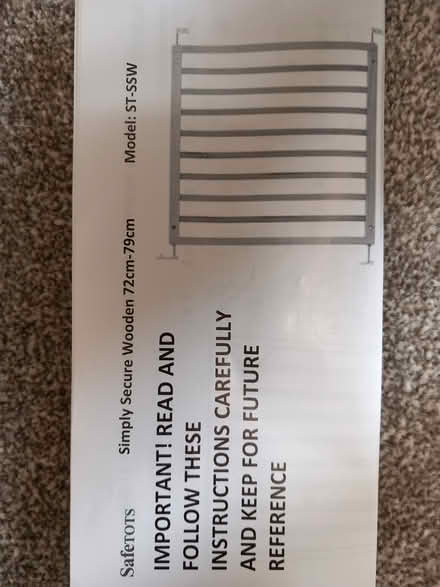 Safetots Simply Secure Wooden 72cm-79cm Model: ST-SSW
IMPORTANT! READ AND
FOLLOW THESE
INSTRUCTIONS CAREFULLY
AND KEEP FOR FUTURE
REFERENCE